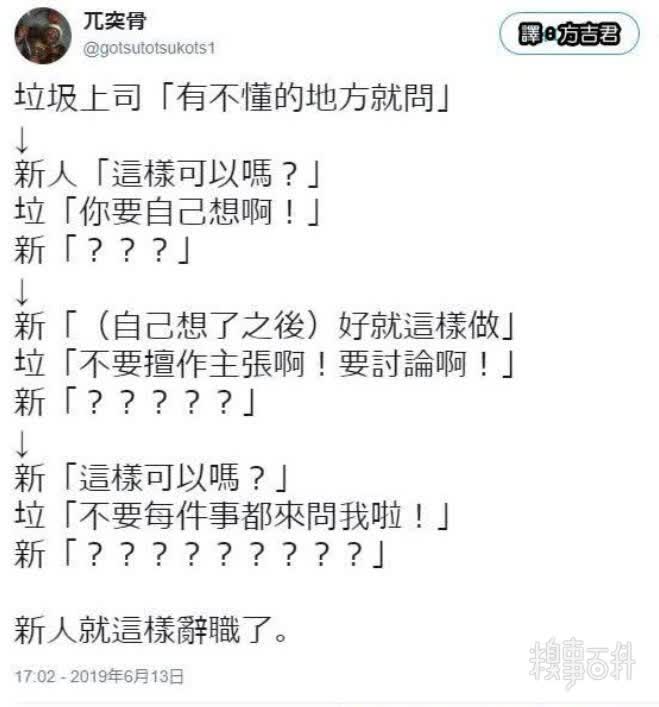 兀突骨
@gotsutotsukots1
譯❽方吉君
垃圾上司「有不懂的地方就問」
↓
新人「這樣可以嗎？」
垃「你要自己想啊！」
新「？？？」
↓
新「（自己想了之後）好就這樣做」
垃「不要擅作主張啊！要討論啊！」
新「？？？？？」
↓
新「這樣可以嗎？」
垃「不要每件事都來問我啦！」
新「？？？？？？？？？」
新人就這樣辭職了。
17:02 - 2019年6月13日
糗事百科